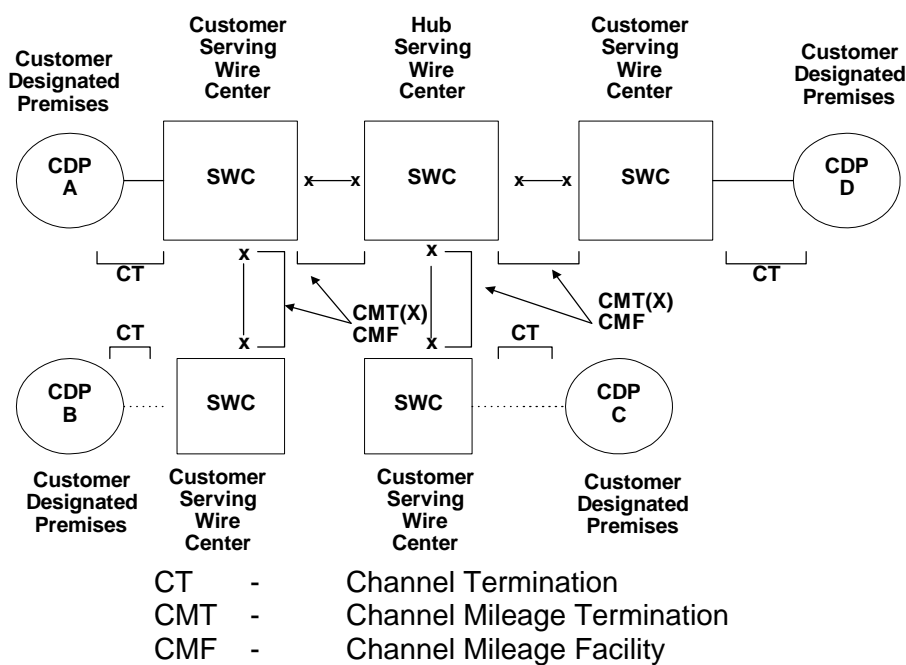 Customer
Serving
Wire
Center
Hub
Serving
Wire
Center
Customer
Serving
Wire
Center
Customer
Designated
Premises
Customer
Designated
Premises
CDP
A
SWC
x
x
SWC
x
x
SWC
CDP
D
CT
x
x
CT
CMT(X)
CMF
CMT(X)
CMF
CT
x
x
CT
CDP
B
SWC
SWC
CDP
C
Customer
Designated
Premises
Customer
Serving
Wire
Center
Customer
Serving
Wire
Center
Customer
Designated
Premises
CT - Channel Termination
CMT - Channel Mileage Termination
CMF - Channel Mileage Facility